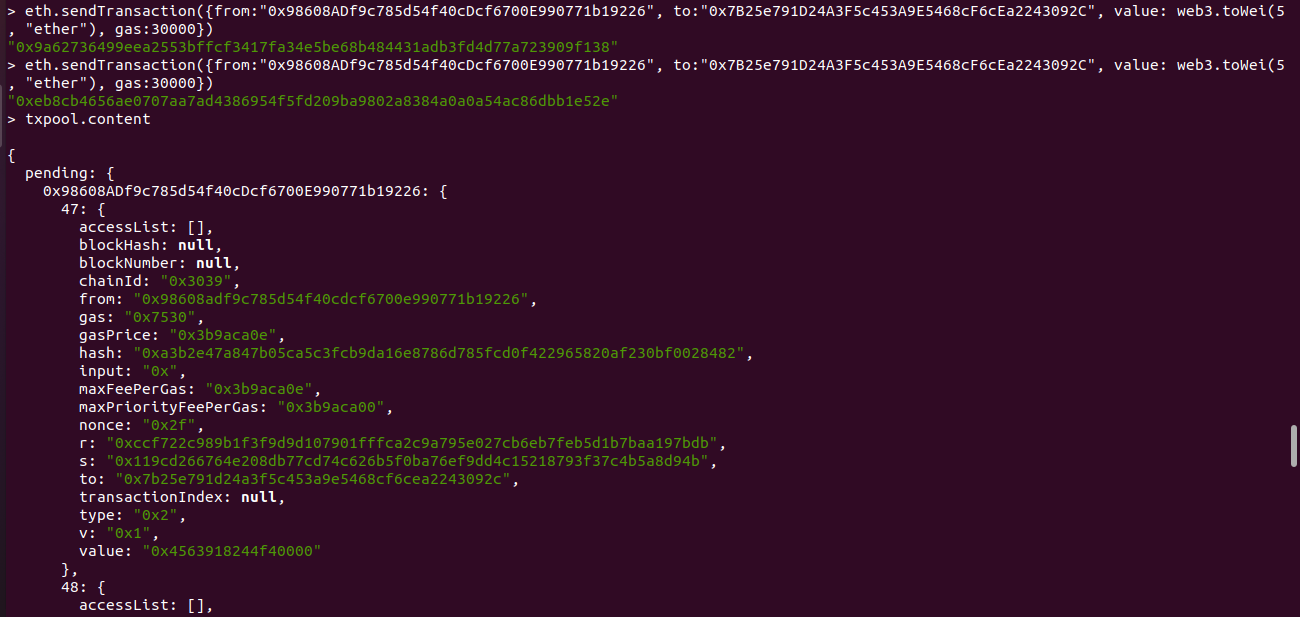 > eth.sendTransaction({from:"0x98608ADf9c785d54f40cDcf6700E990771b19226", to:"0x7B25e791D24A3F5c453A9E5468cF6cEa2243092C", value: web3.toWei(5
, "ether"), gas:30000})
"0x9a62736499eea2553bffcf3417fa34e5be68b484431adb3fd4d77a723909f138"
> eth.sendTransaction({from:"0x98608ADf9c785d54f40cDcf6700E990771b19226", to:"0x7B25e791D24A3F5c453A9E5468cF6cEa2243092C", value: web3.toWei(5
, "ether"), gas:30000})
"0xeb8cb4656ae0707aa7ad4386954f5fd209ba9802a8384a0a0a54ac86dbb1e52e"
> txpool.content
{
pending: {
0x98608ADf9c785d54f40cDcf6700E990771b19226: {
47: {
accessList: [],
blockHash: null,
blockNumber: null,
chainId: "0x3039",
from: "0x98608adf9c785d54f40cdcf6700e990771b19226",
gas: "0x7530",
gasPrice: "0x3b9aca0e",
hash: "0xa3b2e47a847b05ca5c3fcb9da16e8786d785fcd0f422965820af230bf0028482",
input: "0x",
maxFeePerGas: "0x3b9aca0e",
maxPriorityFeePerGas: "0x3b9aca00",
nonce: "0x2f",
r: "0xccf722c989b1f3f9d9d107901fffca2c9a795e027cb6eb7feb5d1b7baa197bdb",
s: "0x119cd266764e208db77cd74c626b5f0ba76ef9dd4c15218793f37c4b5a8d94b",
to: "0x7b25e791d24a3f5c453a9e5468cf6cea2243092c",
transactionIndex: null,
type: "0x2",
v: "0x1",
value: "0x4563918244f40000"
},
48: {
accessList: [],